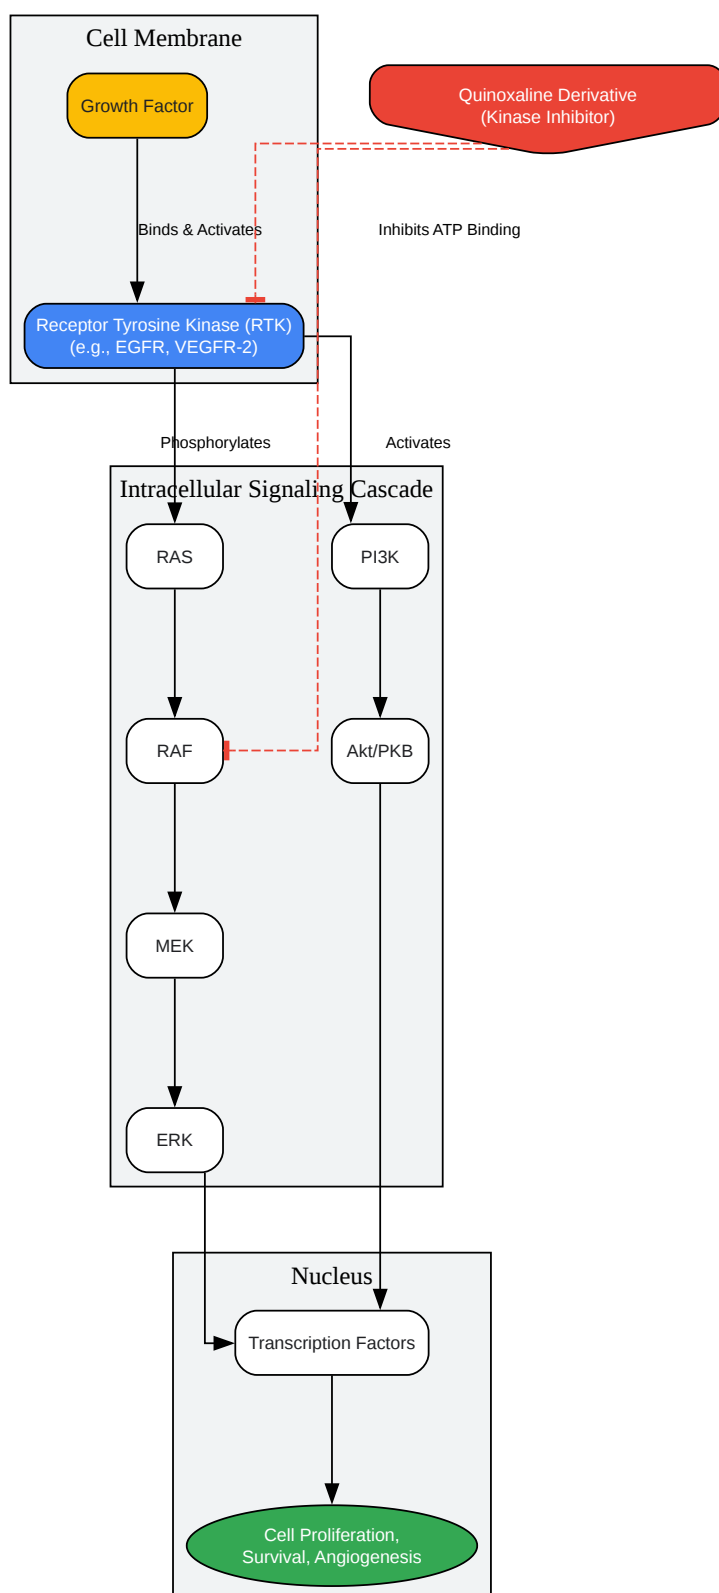 Cell Membrane
Growth Factor
Quinoxaline Derivative
(Kinase Inhibitor)
Binds & Activates
Inhibits ATP Binding
Receptor Tyrosine Kinase (RTK)
(e.g., EGFR, VEGFR-2)
Phosphorylates
Activates
Intracellular Signaling Cascade
RAS
PI3K
RAF
Akt/PKB
MEK
ERK
Nucleus
Transcription Factors
Cell Proliferation,
Survival, Angiogenesis